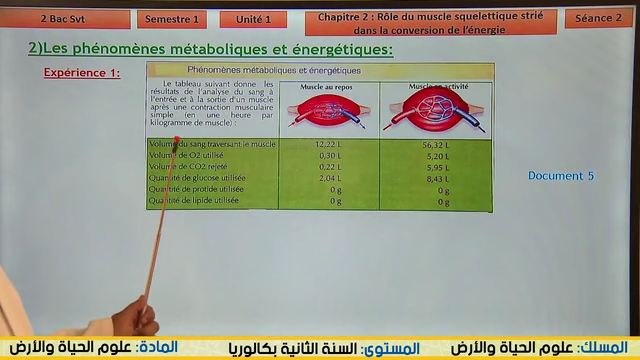 2 Bac Svt
Semestre 1
Unité 1
Chapitre 2 : Rôle du muscle squelettique strié
dans la conversion de l'énergie
Séance 2
2)Les phénomènes métaboliques et énergétiques:
Expérience 1:
Phénomènes métaboliques et énergétiques
Le tableau suivant donne les
résultats de l'analyse du sang à
l'entrée et à la sortie d'un muscle
après une contraction musculaire
simple (en une heure par
kilogramme de muscle) :
Muscle au repos
Muscle en activité
Volume du sang traversant le muscle 12,22 L 56,32 L
Volume de O2 utilisé 0,30 L 5,20 L
Volume de CO2 rejeté 0,22 L 5,95 L
Quantité de glucose utilisée 2,04 L 8,43 L
Quantité de protide utilisée 0 g 0 g
Quantité de lipide utilisée 0 g 0 g
Document 5
المسلك: علوم الحياة والأرض المستوى: السنة الثانية بكالوريا المادة: علوم الحياة والأرض